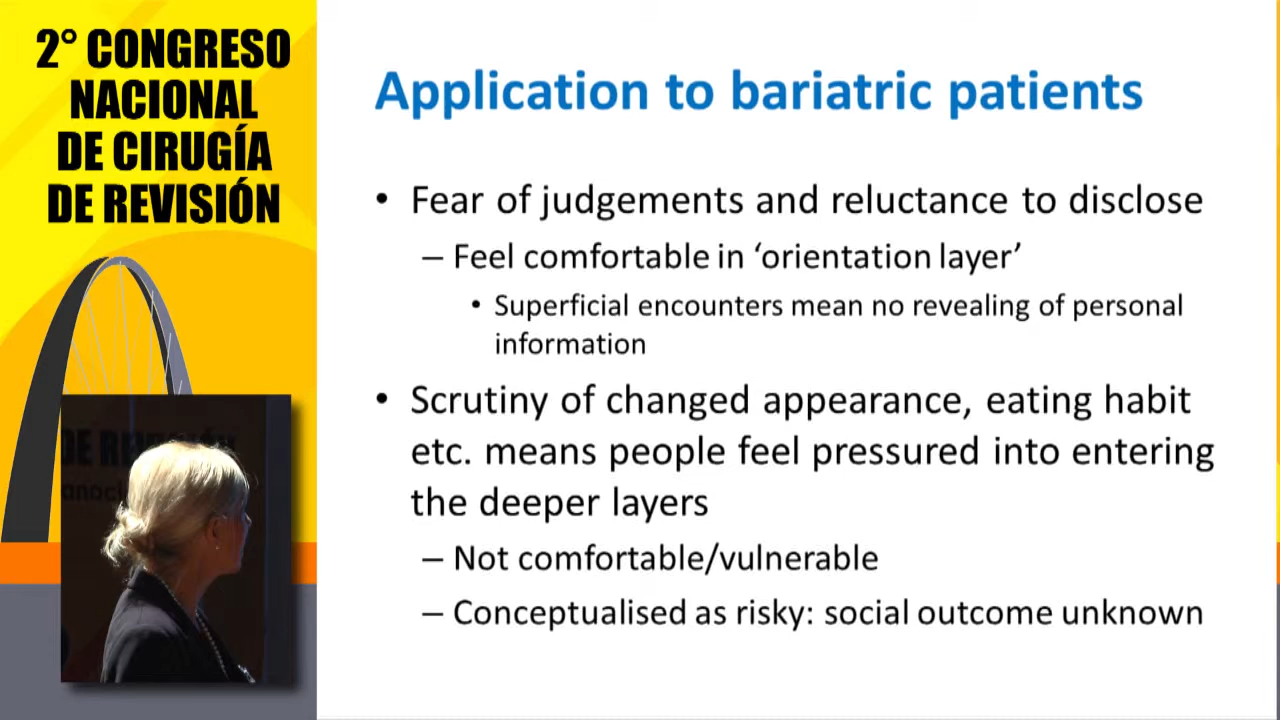 2° CONGRESO
NACIONAL
DE CIRUGÍA
DE REVISIÓN
Application to bariatric patients
• Fear of judgements and reluctance to disclose
– Feel comfortable in ‘orientation layer’
• Superficial encounters mean no revealing of personal
information
• Scrutiny of changed appearance, eating habit
etc. means people feel pressured into entering
the deeper layers
– Not comfortable/vulnerable
– Conceptualised as risky: social outcome unknown
DE REVISIÓN